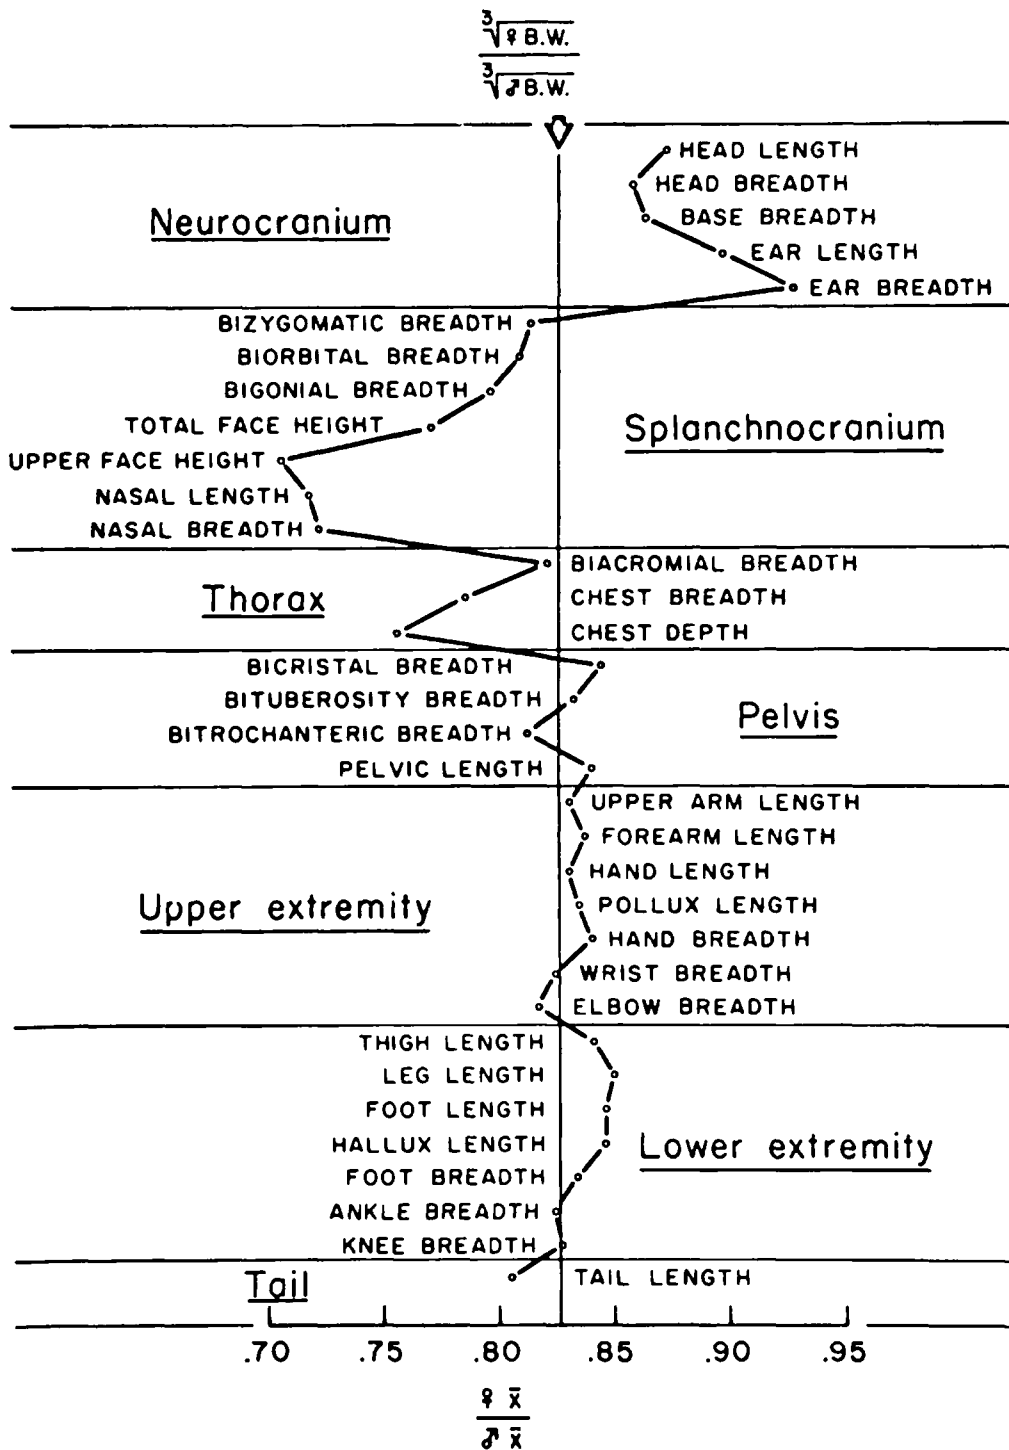 ∛♀ B.W.
∛♂ B.W.
HEAD LENGTH
HEAD BREADTH
Neurocranium
BASE BREADTH
EAR LENGTH
EAR BREADTH
BIZYGOMATIC BREADTH
BIORBITAL BREADTH
BIGONIAL BREADTH
TOTAL FACE HEIGHT
Splanchnocranium
UPPER FACE HEIGHT
NASAL LENGTH
NASAL BREADTH
BIACROMIAL BREADTH
Thorax
CHEST BREADTH
CHEST DEPTH
BICRISTAL BREADTH
BITUBEROSITY BREADTH
Pelvis
BITROCHANTERIC BREADTH
PELVIC LENGTH
UPPER ARM LENGTH
FOREARM LENGTH
HAND LENGTH
Upper extremity
POLLUX LENGTH
HAND BREADTH
WRIST BREADTH
ELBOW BREADTH
THIGH LENGTH
LEG LENGTH
FOOT LENGTH
HALLUX LENGTH
Lower extremity
FOOT BREADTH
ANKLE BREADTH
KNEE BREADTH
Tail
TAIL LENGTH
.70 .75 .80 .85 .90 .95
♀ x̄
♂ x̄